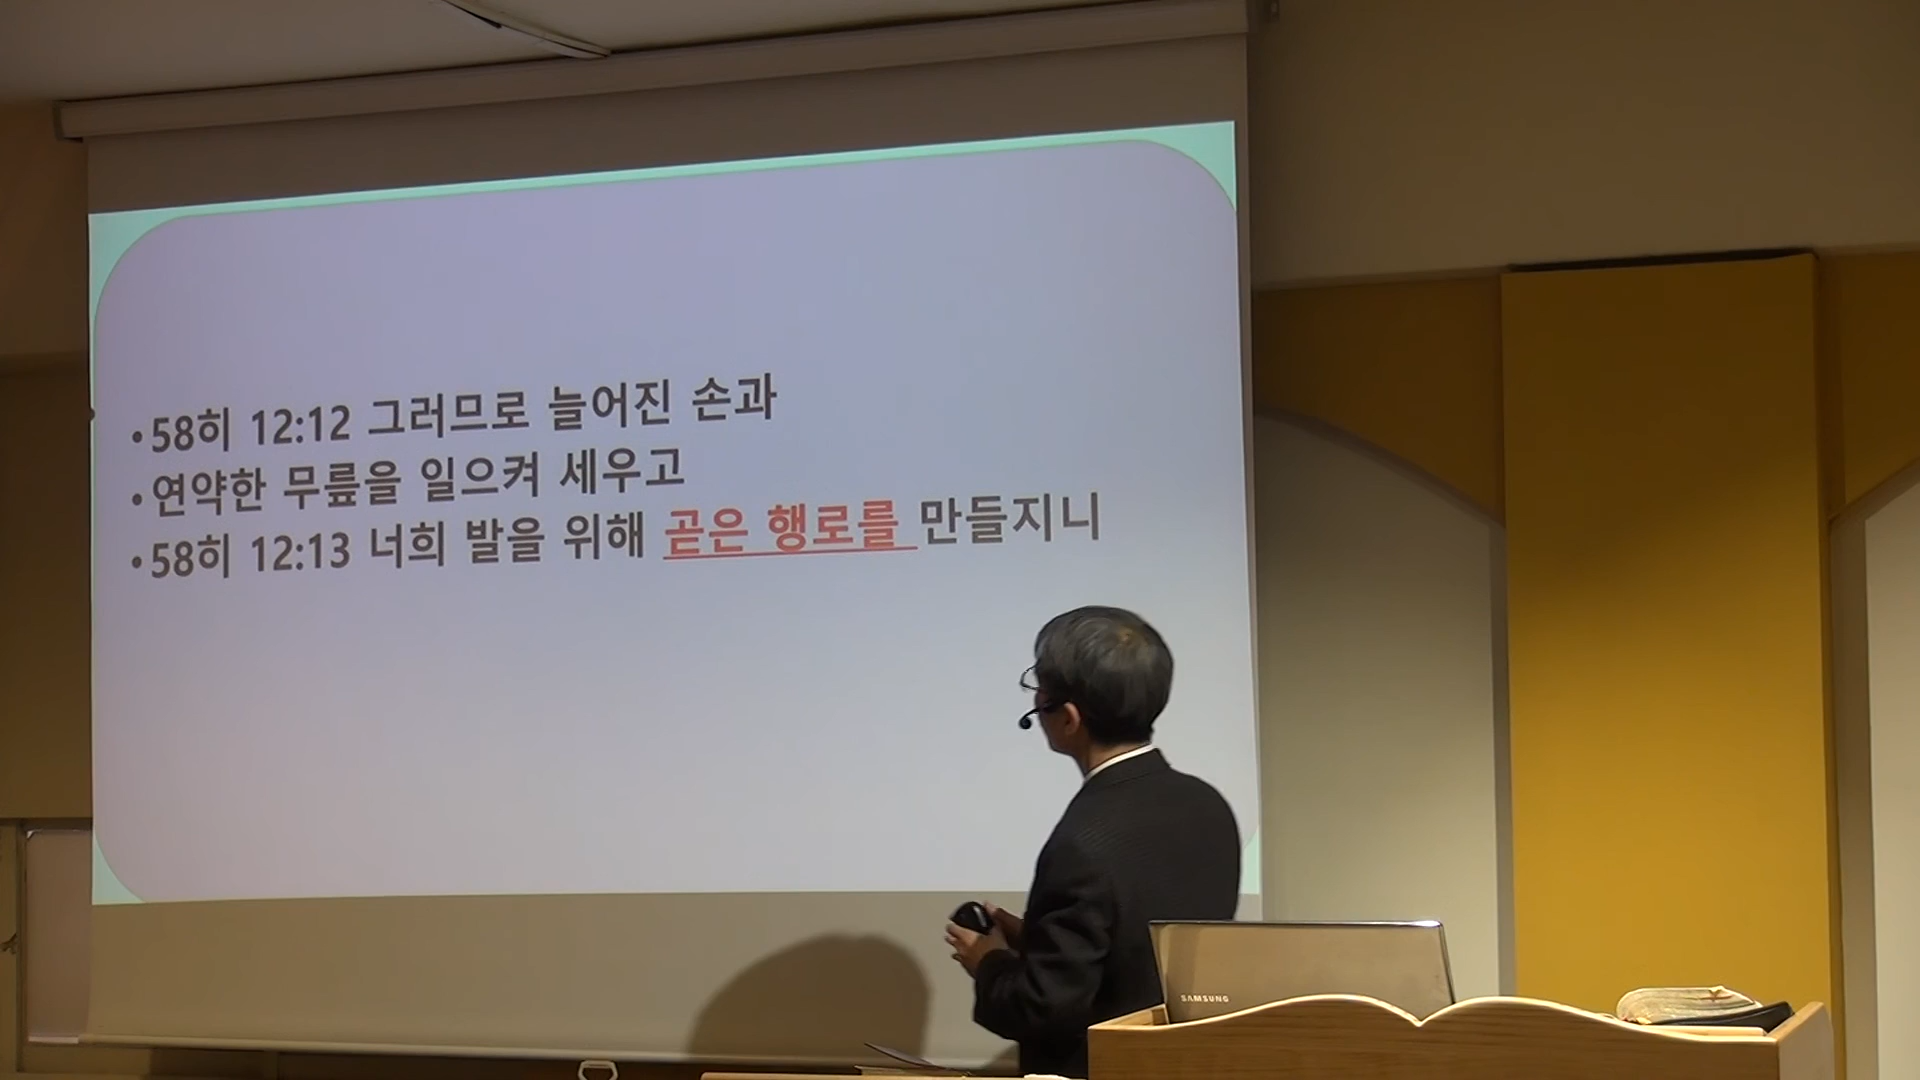 •58히 12:12 그러므로 늘어진 손과
•연약한 무릎을 일으켜 세우고
•58히 12:13 너희 발을 위해 곧은 행로를 만들지니
SAMSUNG